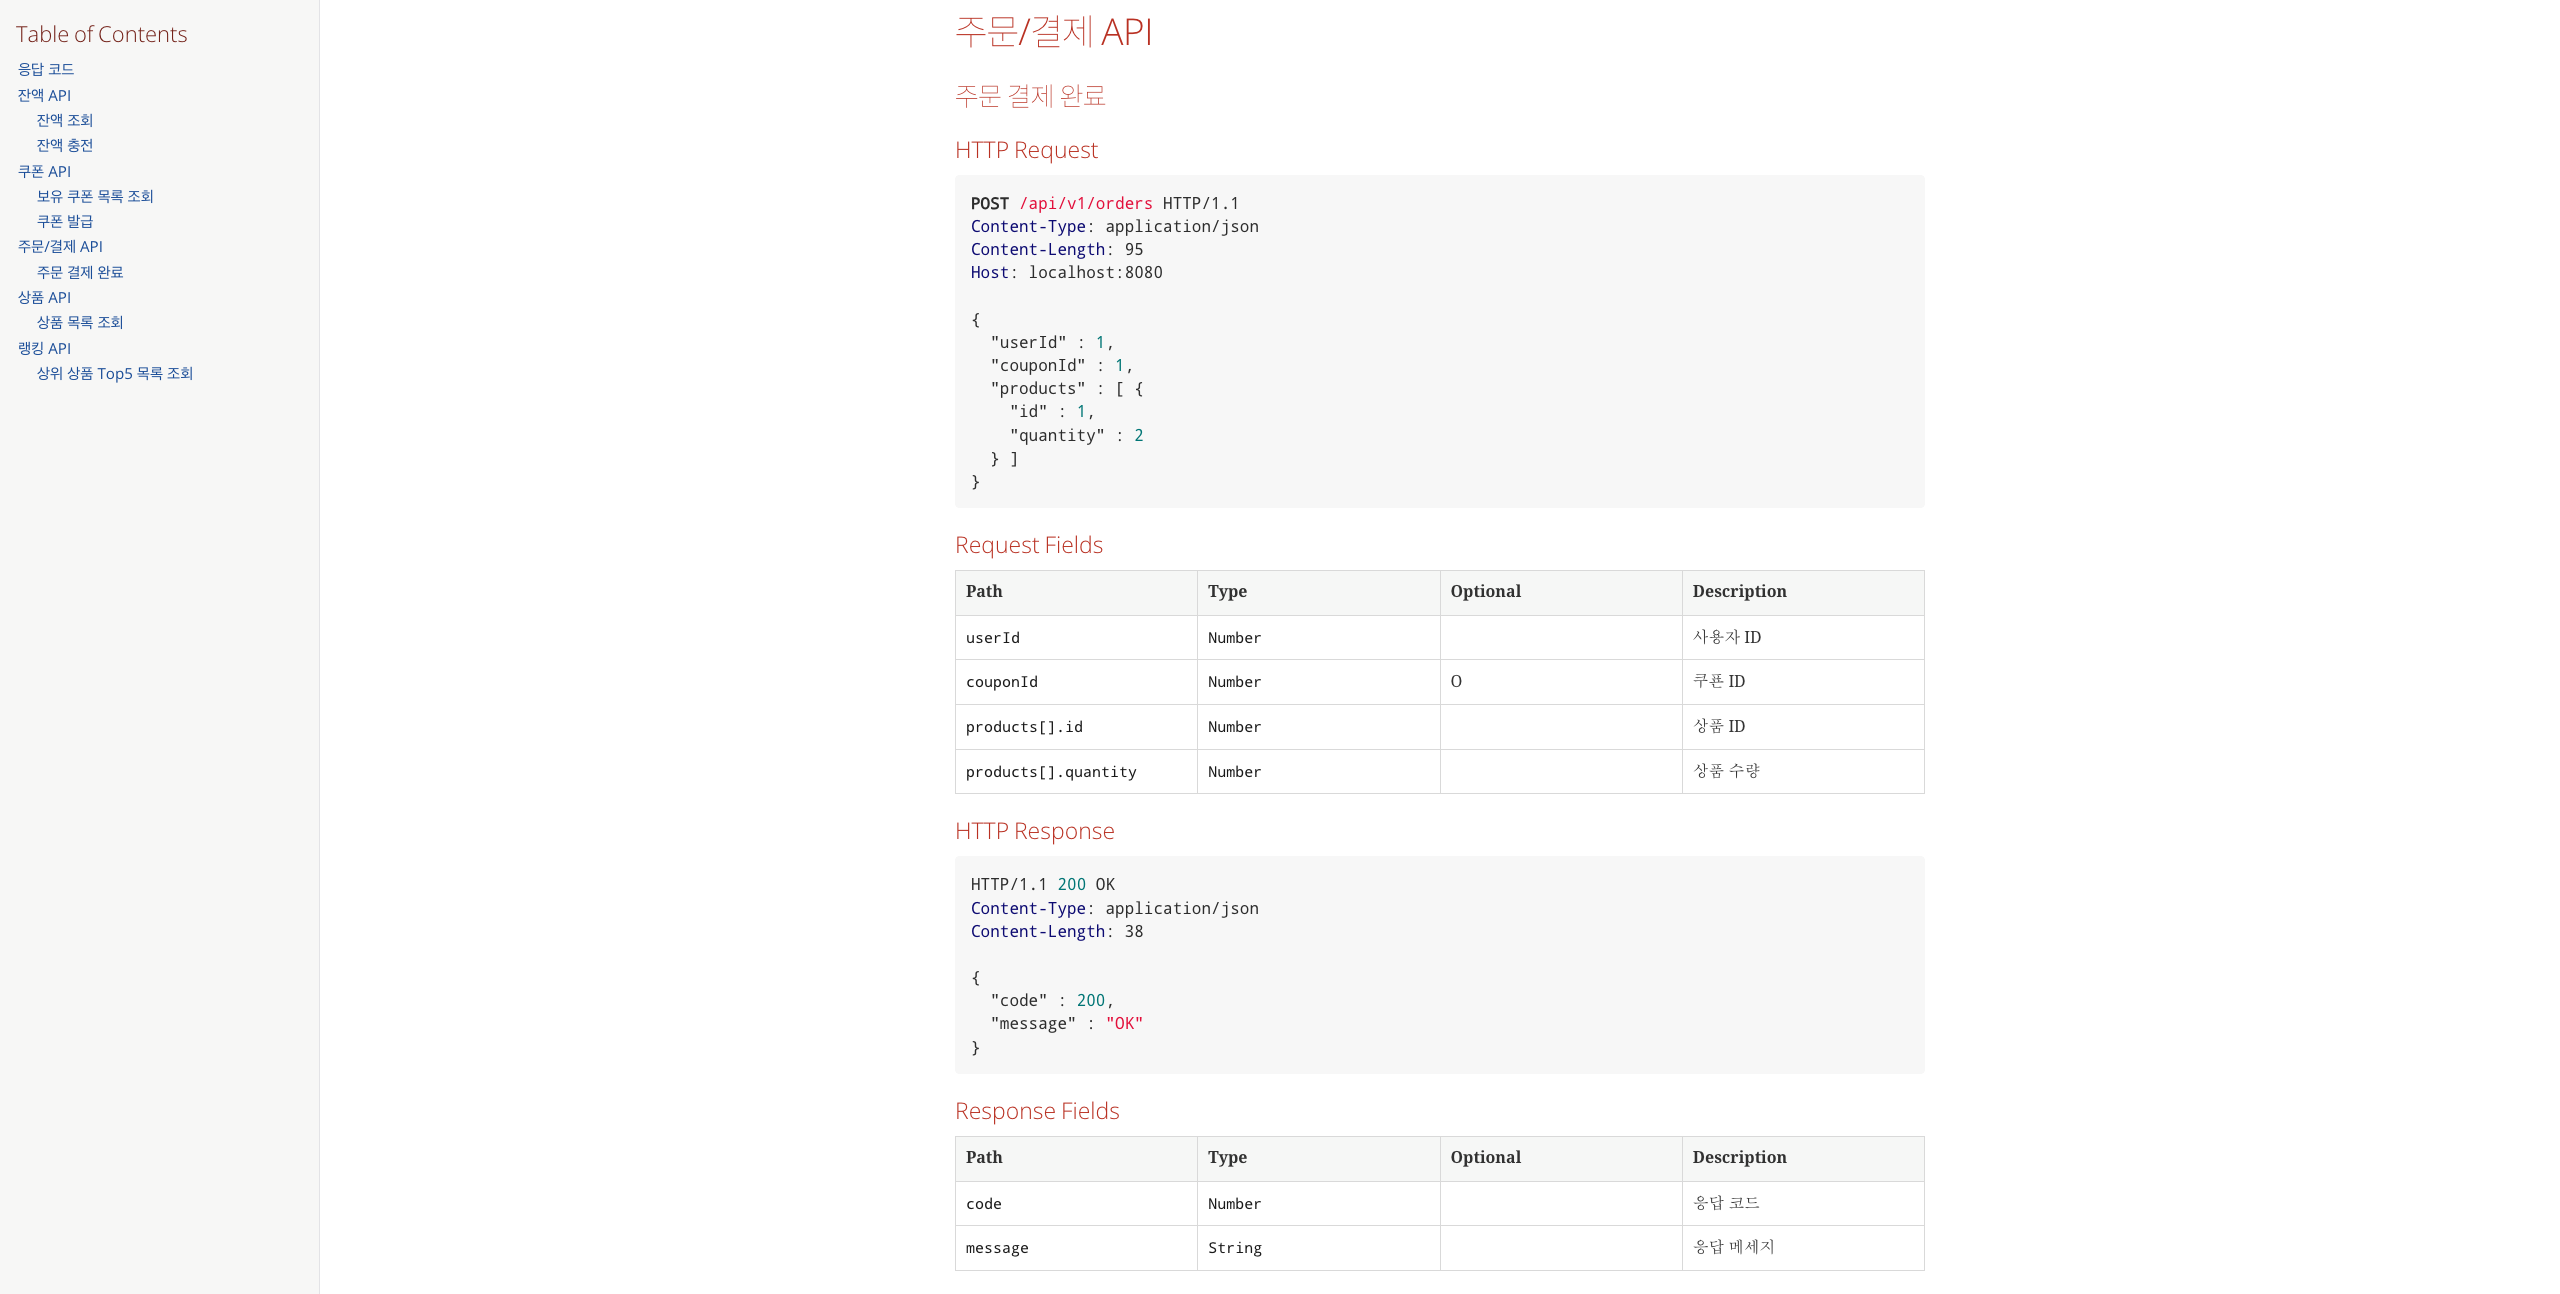 Table of Contents
응답 코드
잔액 API
잔액 조회
잔액 충전
쿠폰 API
보유 쿠폰 목록 조회
쿠폰 발급
주문/결제 API
주문 결제 완료
상품 API
상품 목록 조회
랭킹 API
상위 상품 Top5 목록 조회
주문/결제 API
주문 결제 완료
HTTP Request
POST /api/v1/orders HTTP/1.1
Content-Type: application/json
Content-Length: 95
Host: localhost:8080
{
  "userId" : 1,
  "couponId" : 1,
  "products" : [ {
    "id" : 1,
    "quantity" : 2
  } ]
}
Request Fields
Path Type Optional Description
userId Number 사용자 ID
couponId Number O 쿠폰 ID
products[].id Number 상품 ID
products[].quantity Number 상품 수량
HTTP Response
HTTP/1.1 200 OK
Content-Type: application/json
Content-Length: 38
{
  "code" : 200,
  "message" : "OK"
}
Response Fields
Path Type Optional Description
code Number 응답 코드
message String 응답 메세지